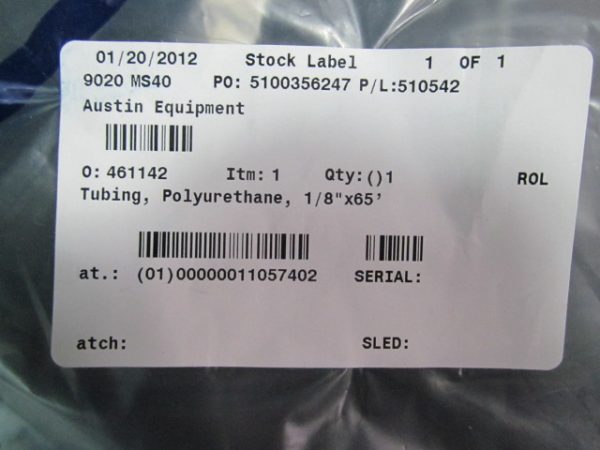 01/20/2012 Stock Label 1 OF 1
9020 MS40 PO: 5100356247 P/L:510542
Austin Equipment
O: 461142 Itm: 1 Qty: ()1 ROL
Tubing, Polyurethane, 1/8"x65'
at.: (01)00000011057402 SERIAL:
atch: SLED: